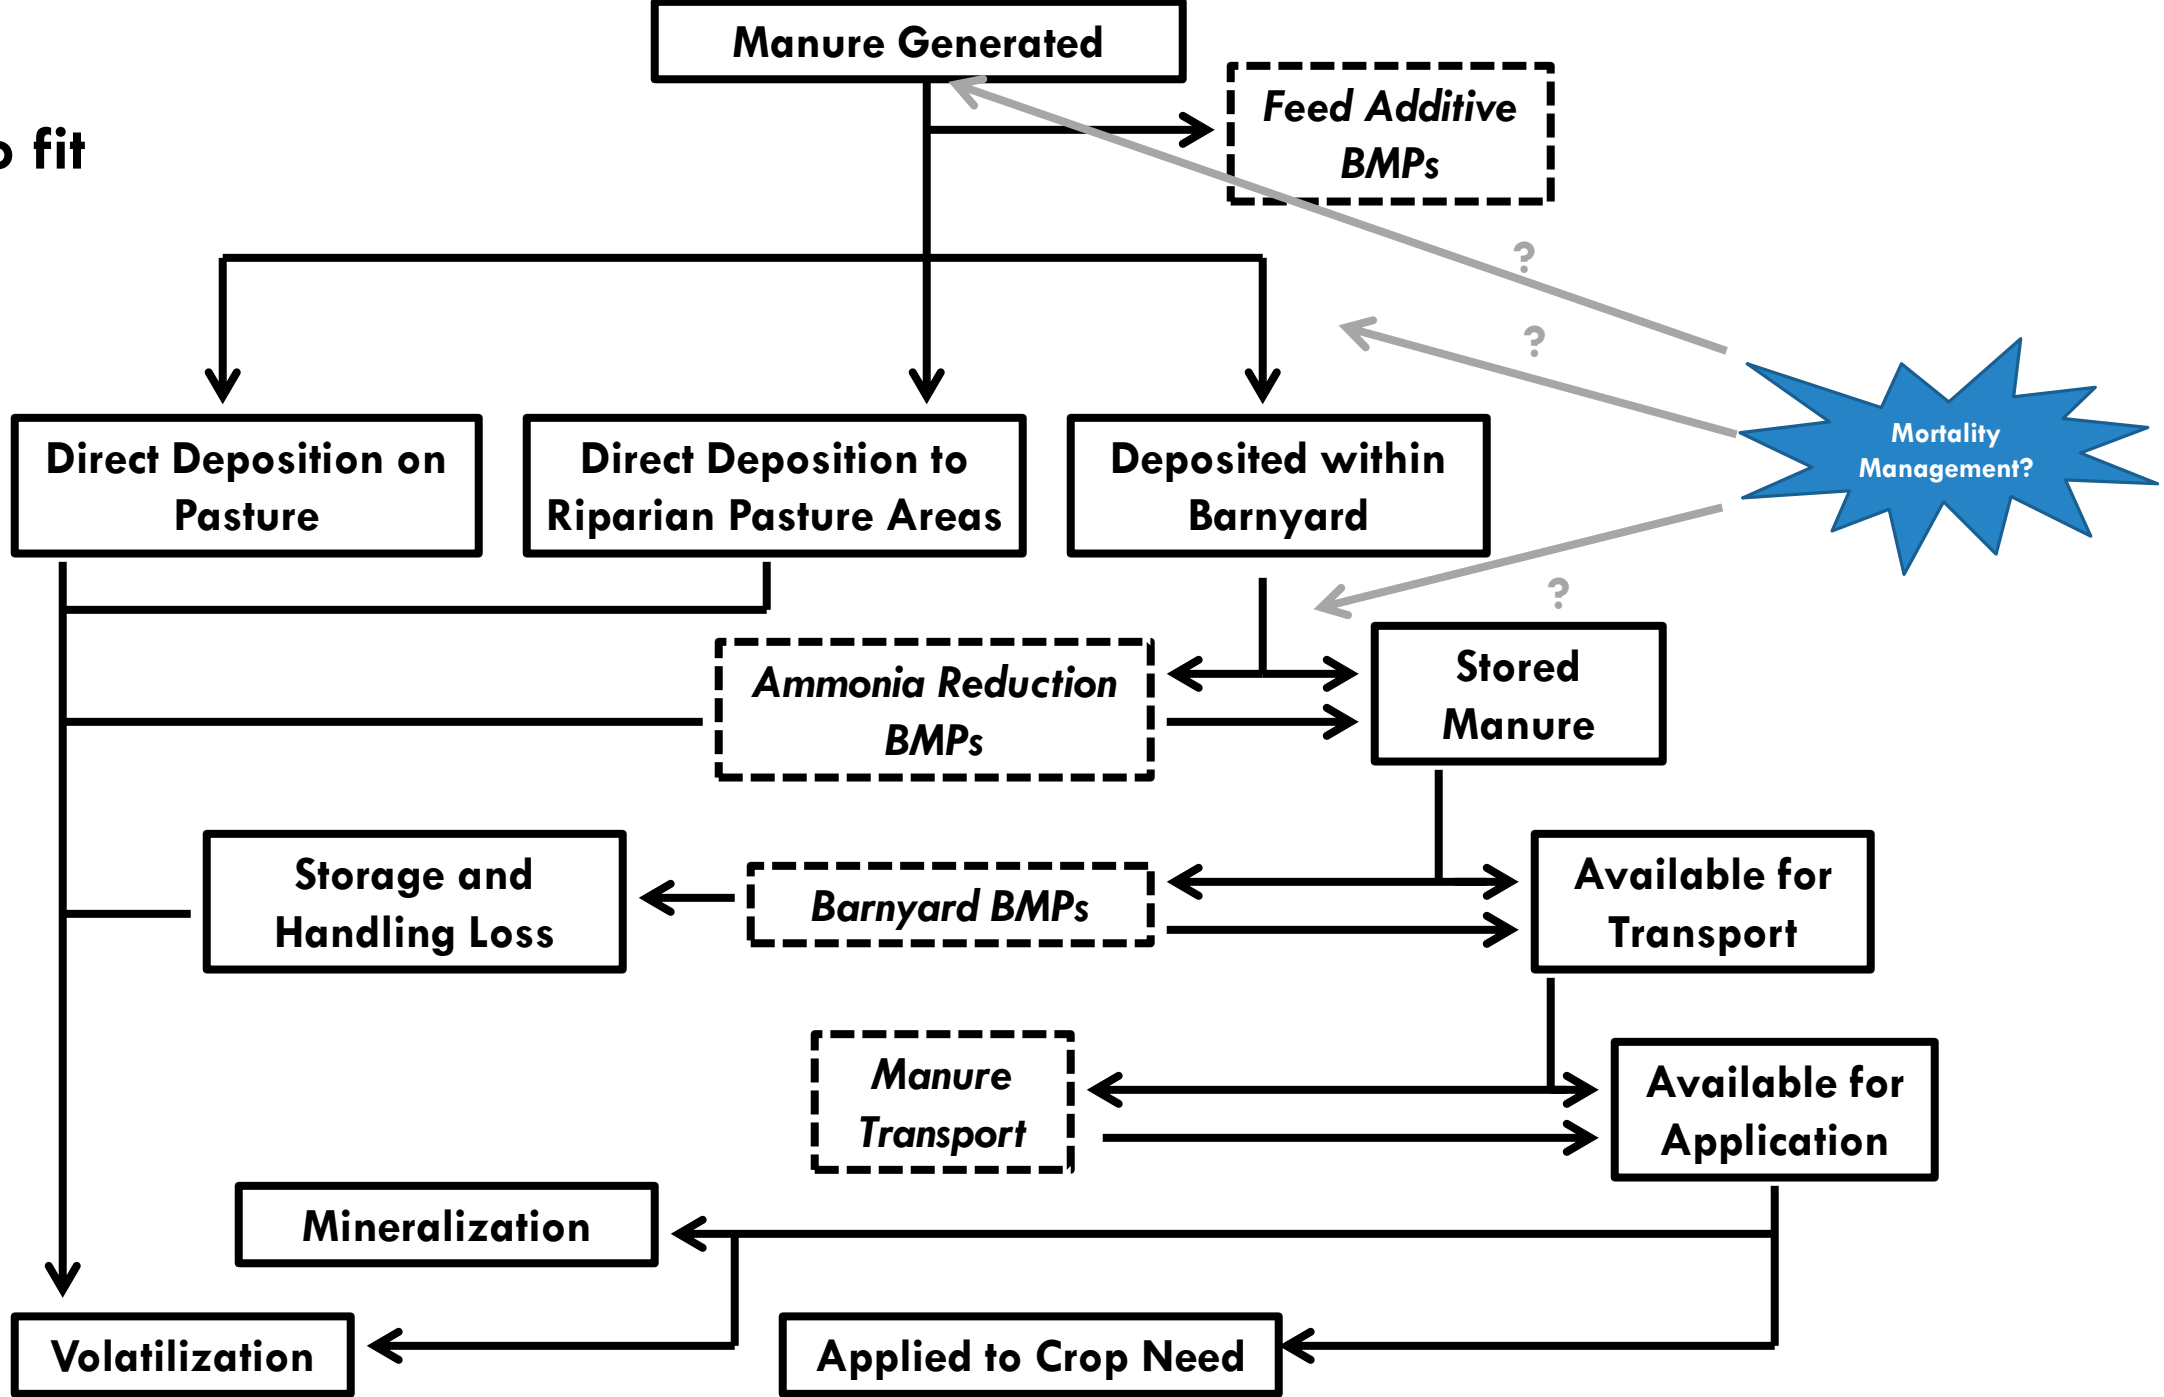 Manure Generated
Feed Additive
BMPs
fit
?
?
Mortality
Management?
Direct Deposition on
Pasture
Direct Deposition to
Riparian Pasture Areas
Deposited within
Barnyard
?
Ammonia Reduction
BMPs
Stored
Manure
Storage and
Handling Loss
Barnyard BMPs
Available for
Transport
Manure
Transport
Available for
Application
Mineralization
Volatilization
Applied to Crop Need